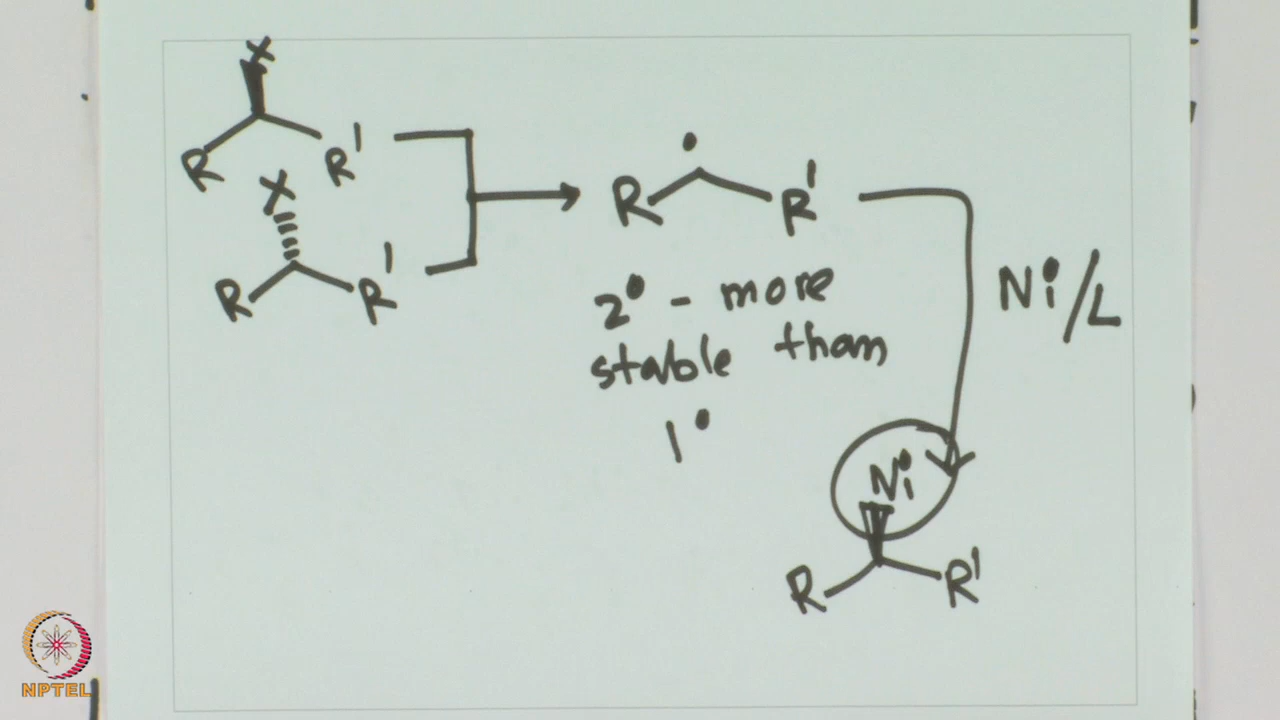 X
R R'
X
R R'
R R'
2° - more
stable than
1°
Ni/L
Ni
R R'
NPTEL